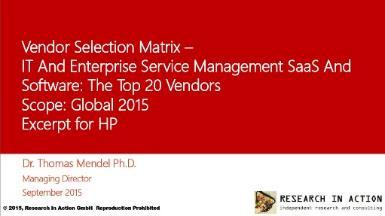 Vendor Selection Matrix –
IT And Enterprise Service Management SaaS And
Software: The Top 20 Vendors
Scope: Global 2015
Excerpt for HP
Dr. Thomas Mendel Ph.D.
Managing Director
September 2015
© 2015, Research In Action GmbH Reproduction Prohibited
RESEARCH IN ACTION
independent research and consulting